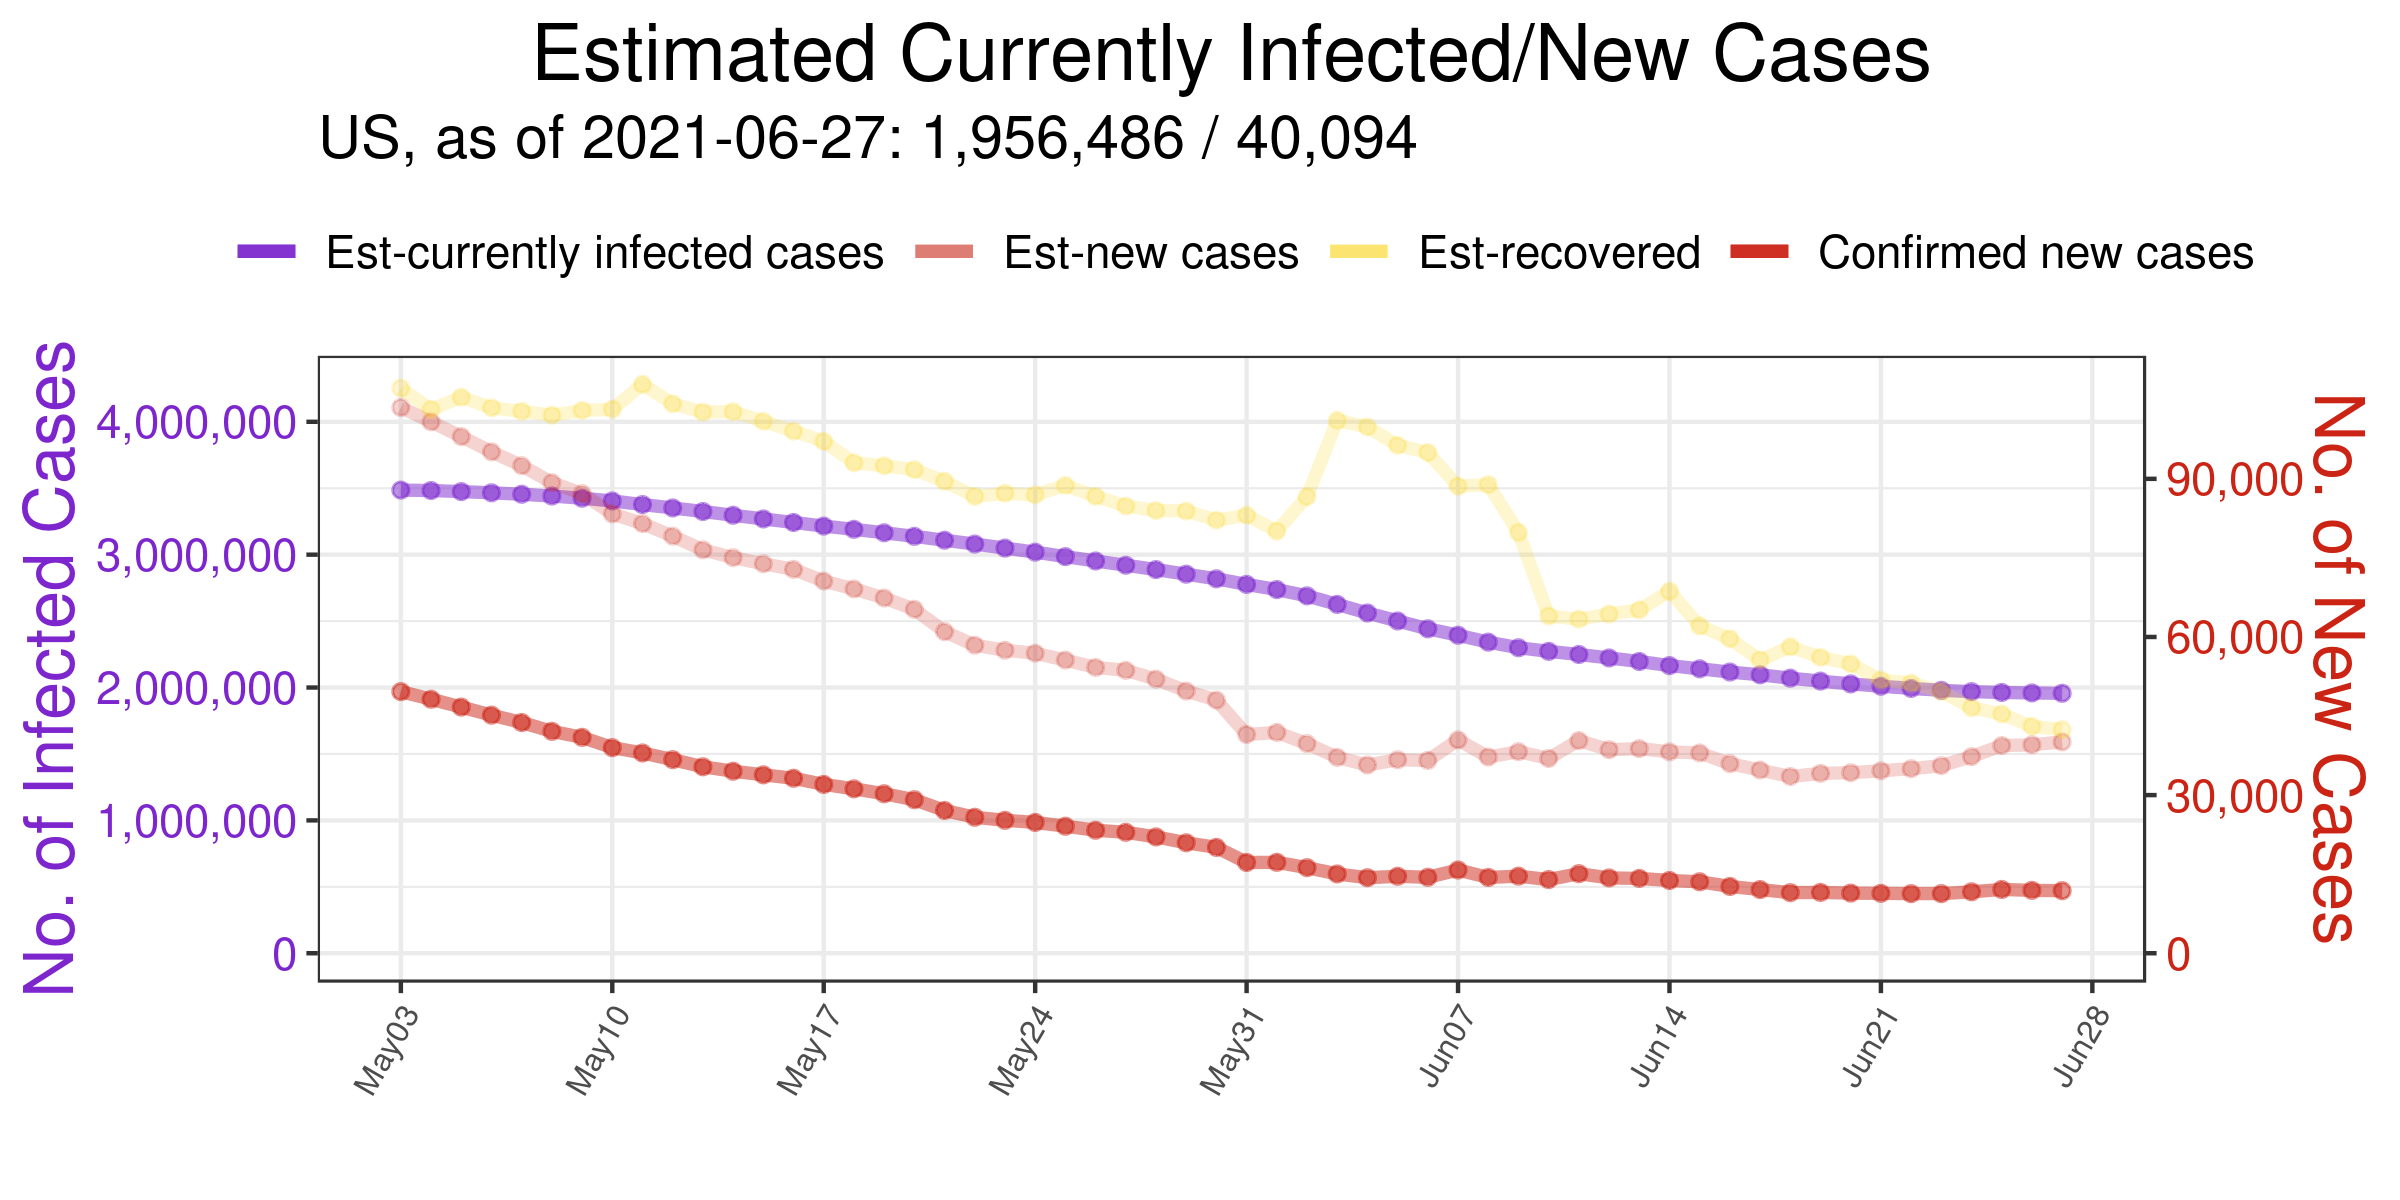 Estimated Currently Infected/New Cases
US, as of 2021-06-27: 1,956,486 / 40,094
Est-currently infected cases Est-new cases Est-recovered Confirmed new cases
No. of Infected Cases
4,000,000
3,000,000
2,000,000
1,000,000
0
90,000
60,000
30,000
0
No. of New Cases
May03 May10 May17 May24 May31 Jun07 Jun14 Jun21 Jun28